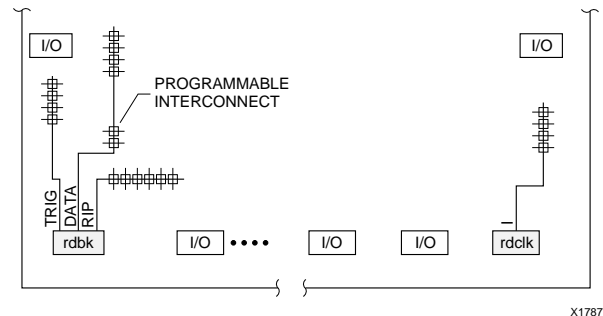 I/O
I/O
PROGRAMMABLE
INTERCONNECT
TRIG
DATA
RIP
I
rdbk
I/O
I/O
I/O
rdclk
X1787